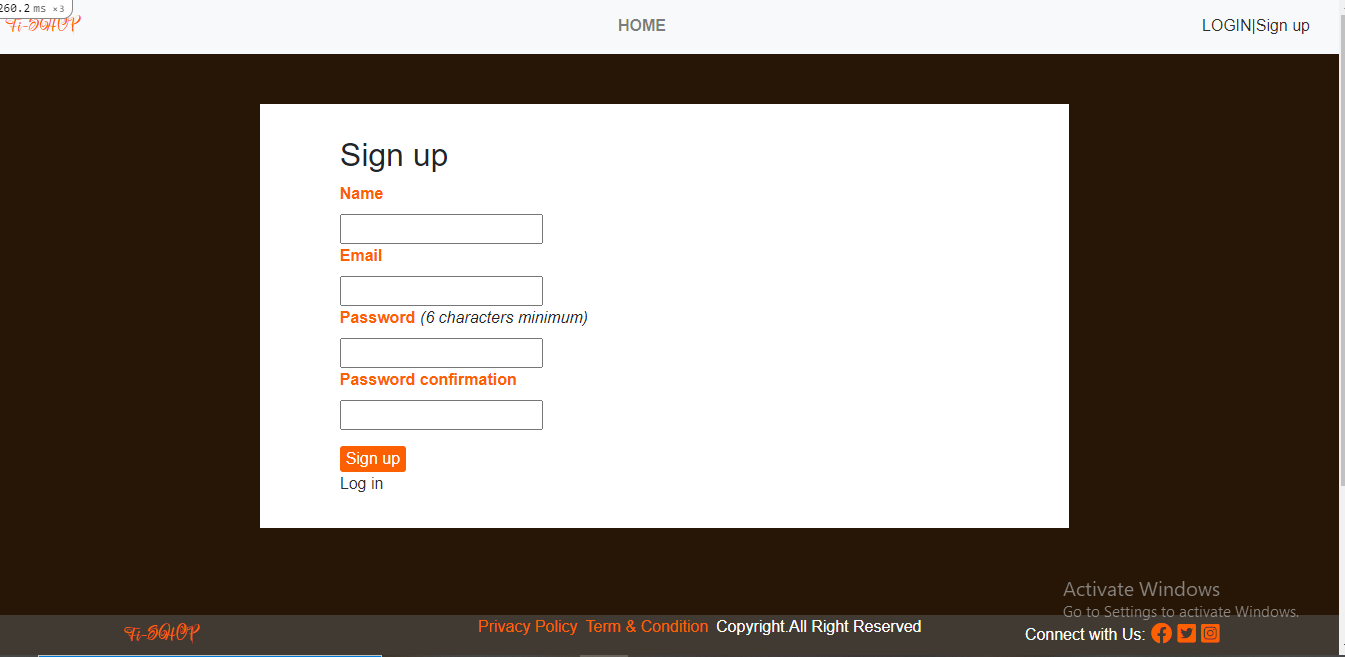 260.2 ms ×3
Fi-SHOP
HOME
LOGIN|Sign up
Sign up
Name
Email
Password (6 characters minimum)
Password confirmation
Sign up
Log in
Activate Windows
Go to Settings to activate Windows.
Fi-SHOP
Privacy Policy Term & Condition Copyright.All Right Reserved
Connect with Us: